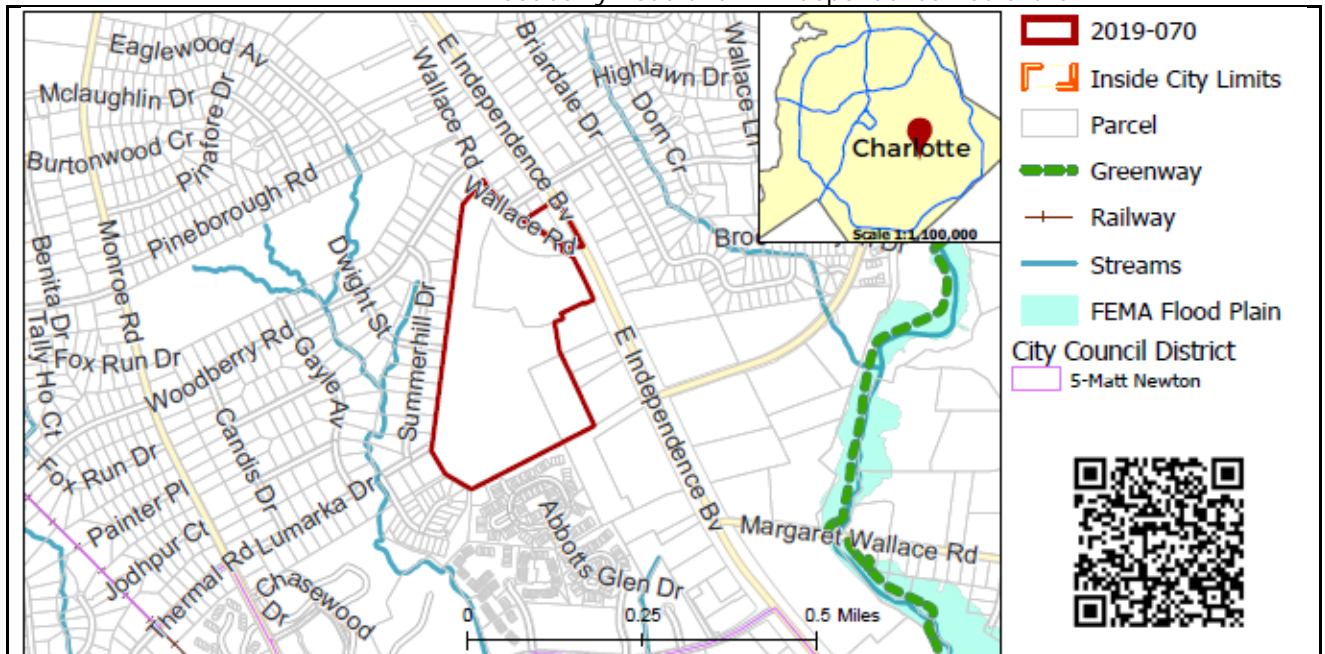 Eaglewood Av
Mclaughlin Dr
Pinafore Dr
Burtonwood Cr
Pineborough Rd
Monroe Rd
Benita Dr
Tally Ho Ct
Fox Run Dr
Woodberry Rd
Dwight St
Gayle Av
Summerhill Dr
Candis Dr
Fox Run Dr
Painter Pl
Jodhpur Ct
Thermal Rd
Lumarka Dr
Chasewood
Dr
Wallace Rd
E Independence Bv
Wallace Rd
Briardale Dr
Highlawn Dr
Dorn Cr
Wallace Ln
E Independence Bv
Abbotts Glen Dr
Margaret Wallace Rd
0 0.25 0.5 Miles
Charlotte
Scale 1:1,100,000
2019-070
Inside City Limits
Parcel
Greenway
Railway
Streams
FEMA Flood Plain
City Council District
5-Matt Newton